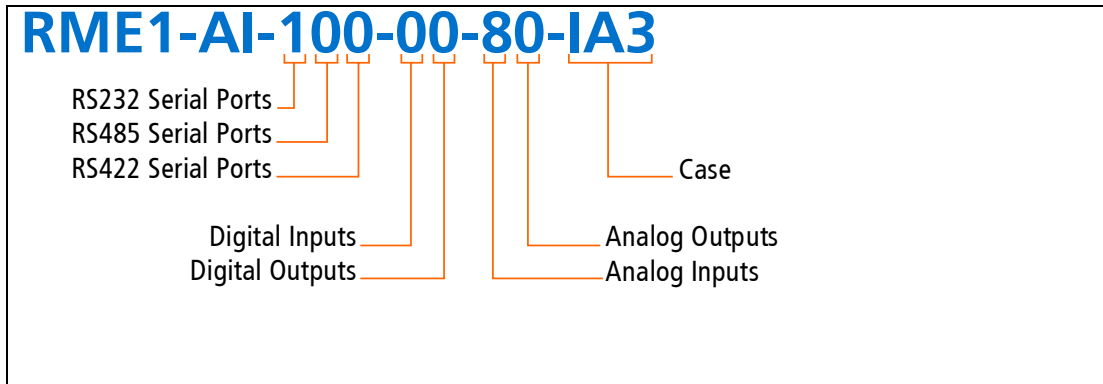 RME1-AI-100-00-80-IA3
RS232 Serial Ports
RS485 Serial Ports
RS422 Serial Ports
Case
Digital Inputs
Analog Outputs
Digital Outputs
Analog Inputs